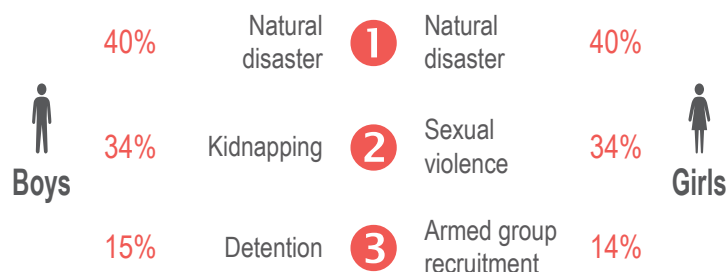 40%
Natural
disaster
1
Natural
disaster
40%
Boys
34%
Kidnapping
2
Sexual
violence
34%
Girls
15%
Detention
3
Armed group
recruitment
14%